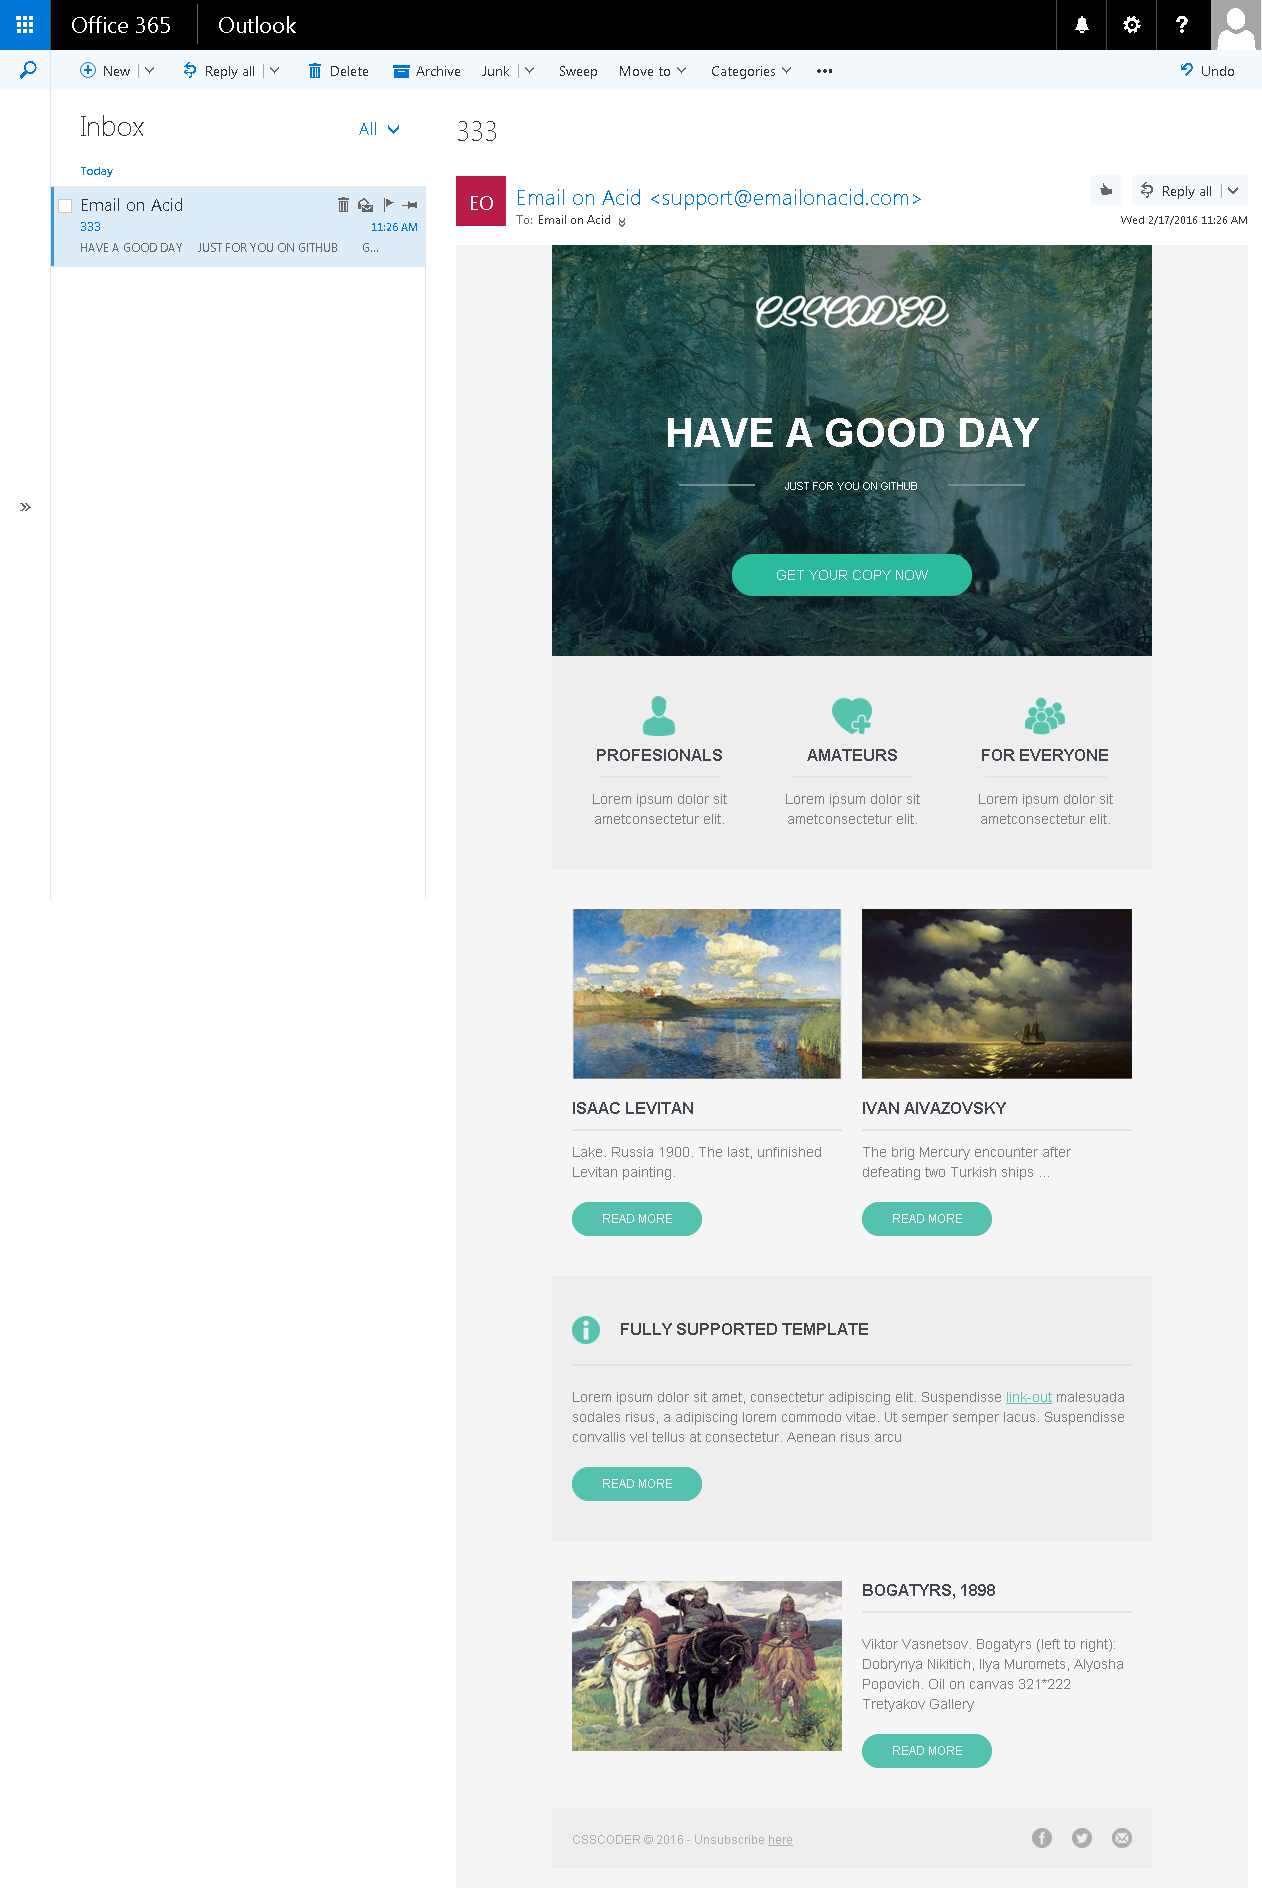 Office 365
Outlook
?
New
Reply all
Delete
Archive
Junk
Sweep
Move to
Categories
•••
Undo
Inbox
All
Today
Email on Acid
333
11:26 AM
HAVE A GOOD DAY JUST FOR YOU ON GITHUB G...
333
EO
Email on Acid <support@emailonacid.com>
To: Email on Acid
Reply all
Wed 2/17/2016 11:26 AM
CSSCODER
HAVE A GOOD DAY
JUST FOR YOU ON GITHUB
GET YOUR COPY NOW
PROFESIONALS
Lorem ipsum dolor sit
ametconsectetur elit.
AMATEURS
Lorem ipsum dolor sit
ametconsectetur elit.
FOR EVERYONE
Lorem ipsum dolor sit
ametconsectetur elit.
ISAAC LEVITAN
Lake. Russia 1900. The last, unfinished
Levitan painting.
READ MORE
IVAN AIVAZOVSKY
The brig Mercury encounter after
defeating two Turkish ships ...
READ MORE
FULLY SUPPORTED TEMPLATE
Lorem ipsum dolor sit amet, consectetur adipiscing elit. Suspendisse link-out malesuada
sodales risus, a adipiscing lorem commodo vitae. Ut semper semper lacus. Suspendisse
convallis vel tellus at consectetur. Aenean risus arcu
READ MORE
BOGATYRS, 1898
Viktor Vasnetsov. Bogatyrs (left to right):
Dobrynya Nikitich, Ilya Muromets, Alyosha
Popovich. Oil on canvas 321*222
Tretyakov Gallery
READ MORE
CSSCODER © 2016 - Unsubscribe here